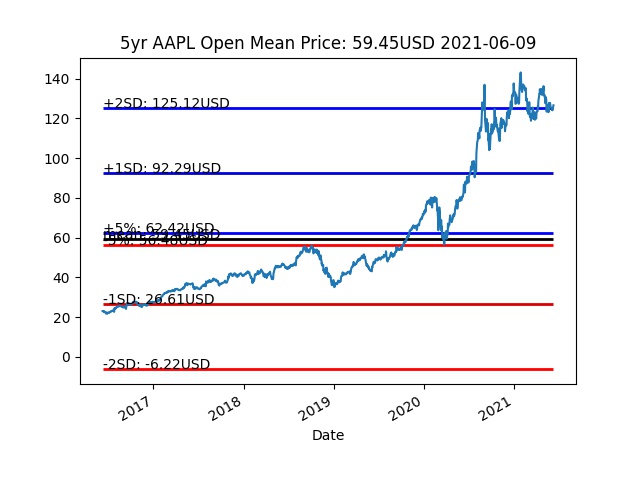 5yr AAPL Open Mean Price: 59.45USD 2021-06-09
140
120
100
80
60
40
20
0
+2SD: 125.12USD
+1SD: 92.29USD
+5%: 62.42USD
-1SD: 26.61USD
-2SD: -6.22USD
2017
2018
2019
2020
2021
Date